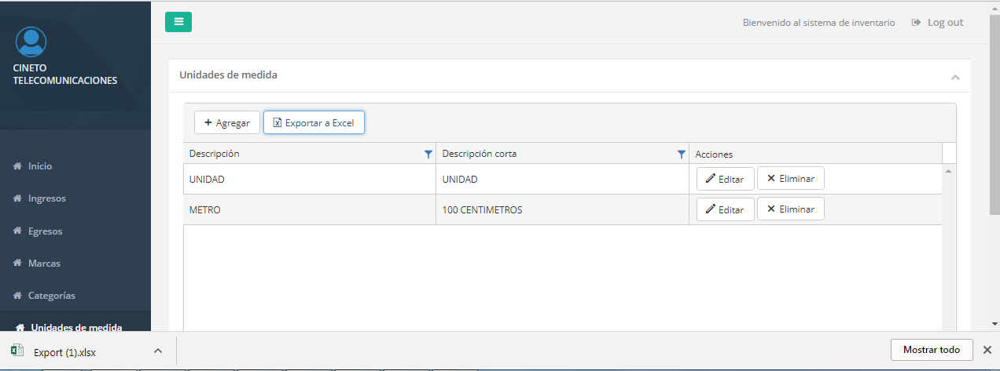 CINETO
TELECOMUNICACIONES
Inicio
Ingresos
Egresos
Marcas
Categorías
Unidades de medida
Bienvenido al sistema de inventario
Log out
Unidades de medida
Agregar
Exportar a Excel
Descripción Descripción corta Acciones
UNIDAD UNIDAD Editar Eliminar
METRO 100 CENTIMETROS Editar Eliminar
Export (1).xlsx
Mostrar todo